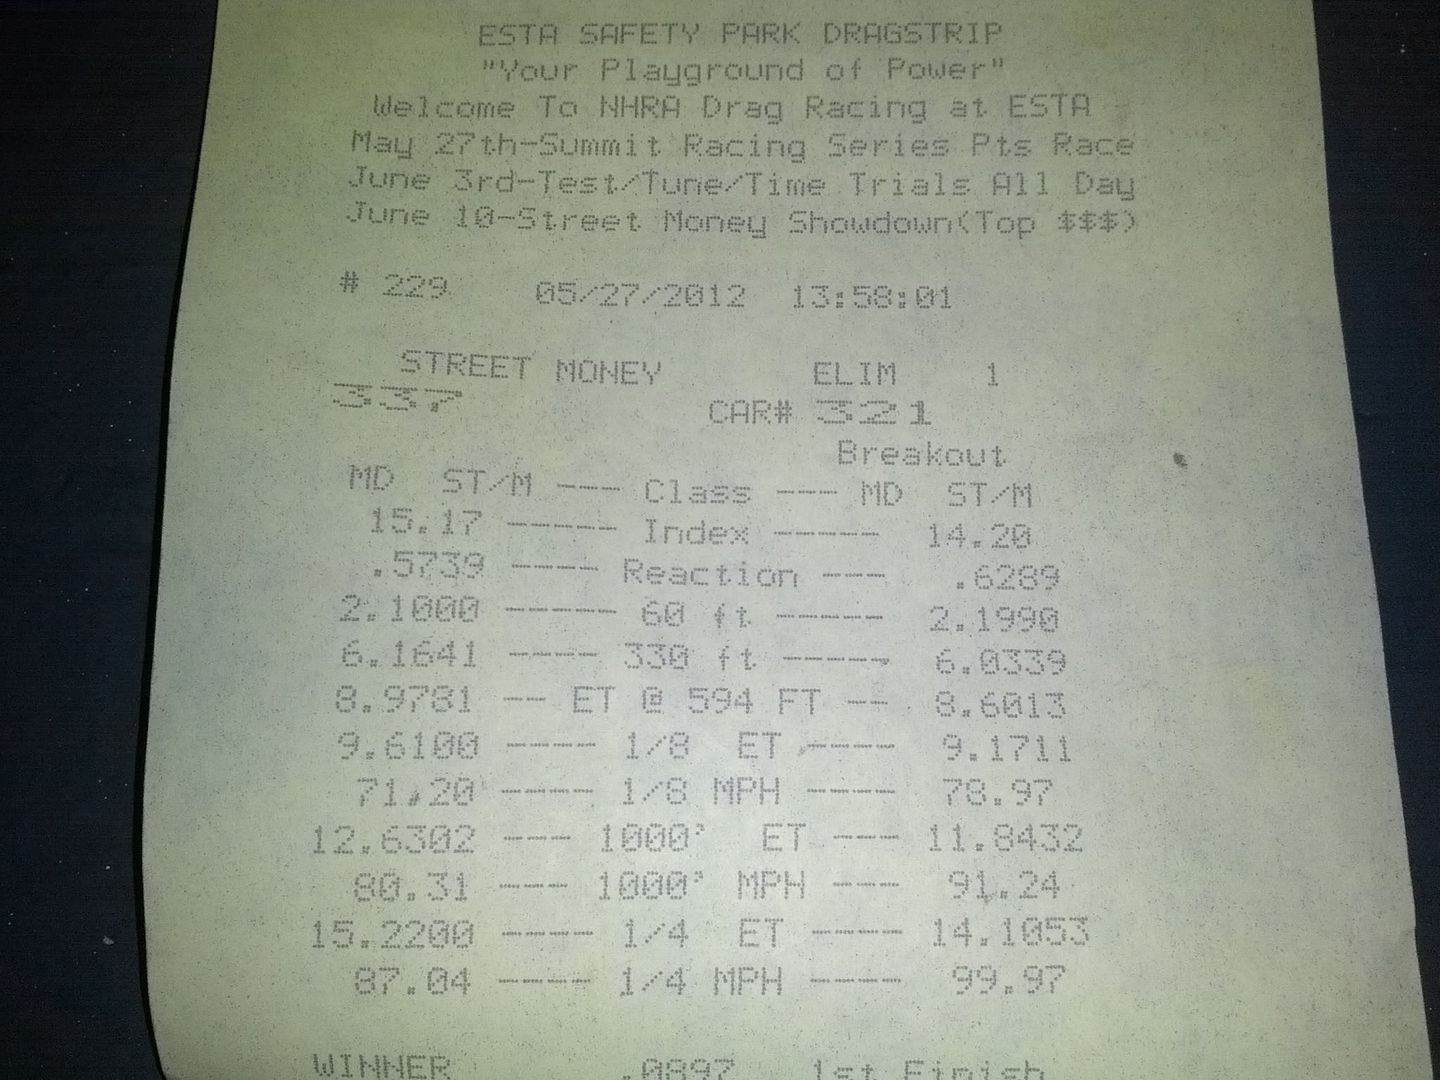 ESTA SAFETY PARK DRAGSTRIP
"Your Playground of Power"
Welcome To NHRA Drag Racing at ESTA
May 27th-Summit Racing Series Pts Race
June 3rd-Test/Tune/Time Trials All Day
June 10-Street Money Showdown(Top $$$)
# 229 05/27/2012 13:58:01
STREET MONEY ELIM 1
337 CAR# 321
Breakout
MD ST/M --- Class --- MD ST/M
15.17 ----- Index ----- 14.20
.5739 ---- Reaction --- .6289
2.1000 ----- 60 ft ----- 2.1990
6.1641 ---- 330 ft ----- 6.0339
8.9781 -- ET @ 594 FT -- 8.6013
9.6100 ---- 1/8 ET ---- 9.1711
71.20 ---- 1/8 MPH ---- 78.97
12.6302 --- 1000' ET --- 11.8432
80.31 --- 1000' MPH --- 91.24
15.2200 ---- 1/4 ET ---- 14.1053
87.04 ---- 1/4 MPH ---- 99.97
WINNER .0897 1st Finish